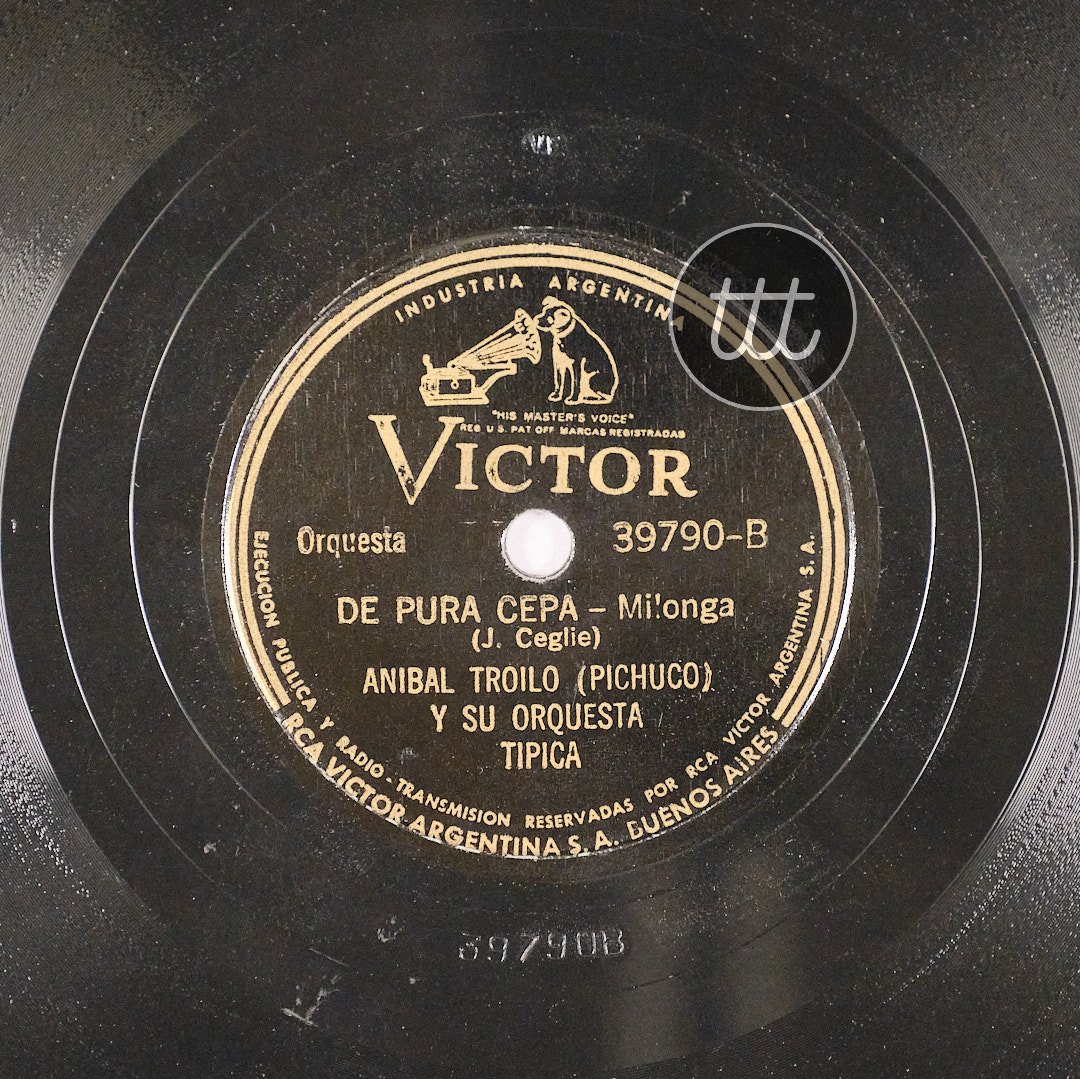 INDUSTRIA ARGENTINA
ttt
"HIS MASTER'S VOICE"
REG U.S. PAT OFF MARCAS REGISTRADAS
VICTOR
Orquesta
39790-B
DE PURA CEPA - Milonga
(J. Ceglie)
ANIBAL TROILO (PICHUCO)
Y SU ORQUESTA
TIPICA
EJECUCION PUBLICA Y RADIO-TRANSMISION RESERVADAS POR RCA VICTOR ARGENTINA S. A.
RCA VICTOR ARGENTINA S. A. BUENOS AIRES
39790B